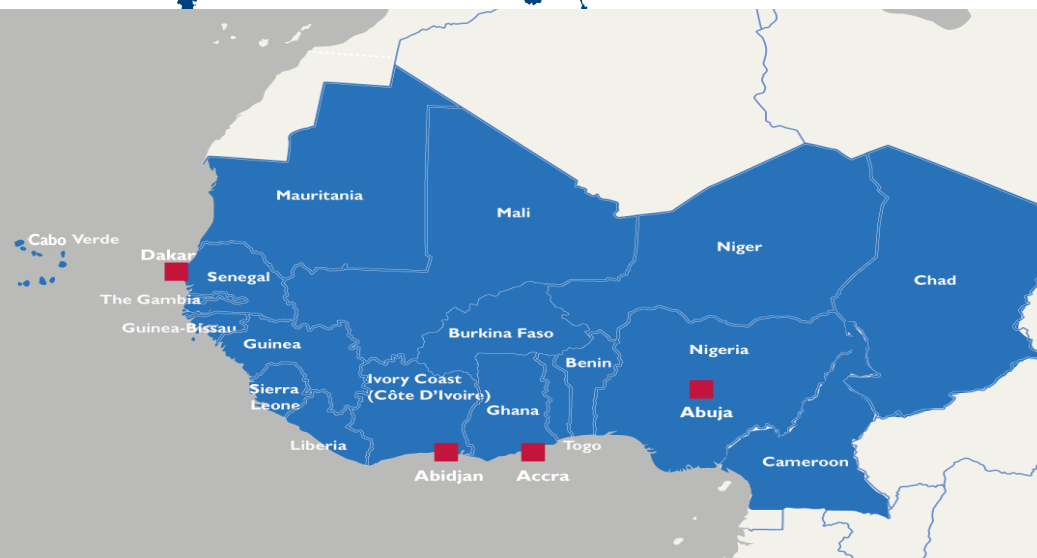 Mauritania
Mali
Cabo Verde
Niger
Dakar
Senegal
Chad
The Gambia
Guinea-Bissau
Burkina Faso
Guinea
Nigeria
Benin
Ivory Coast
(Côte D'Ivoire)
Sierra
Leone
Ghana
Abuja
Liberia
Togo
Cameroon
Abidjan
Accra